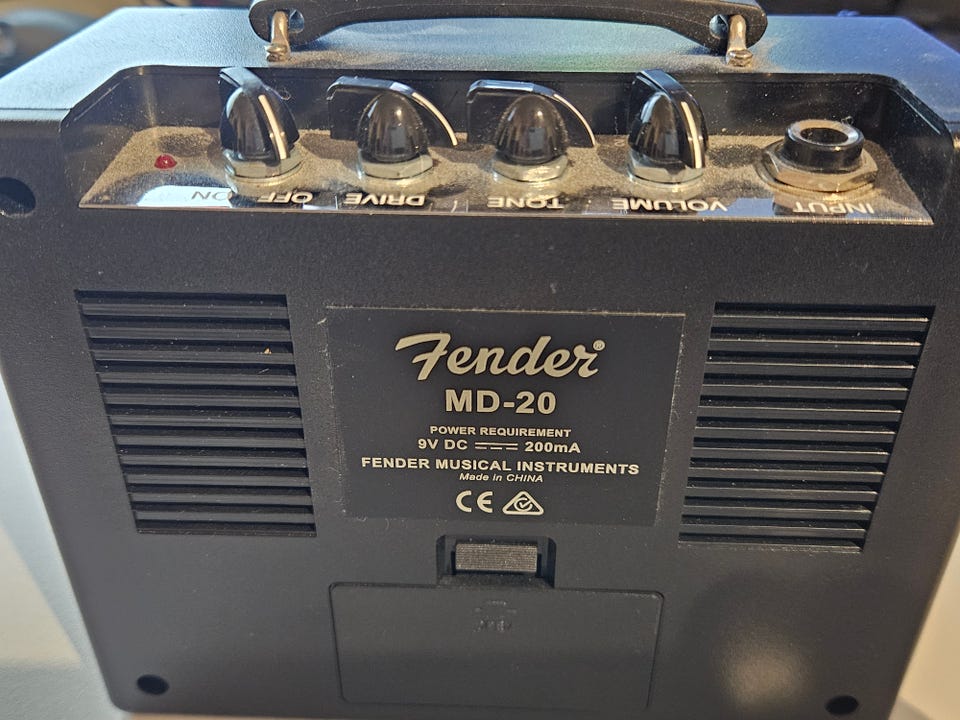 ON OFF DRIVE TONE VOLUME INPUT
Fender®
MD-20
POWER REQUIREMENT
9V DC 200mA
FENDER MUSICAL INSTRUMENTS
Made in CHINA
CE